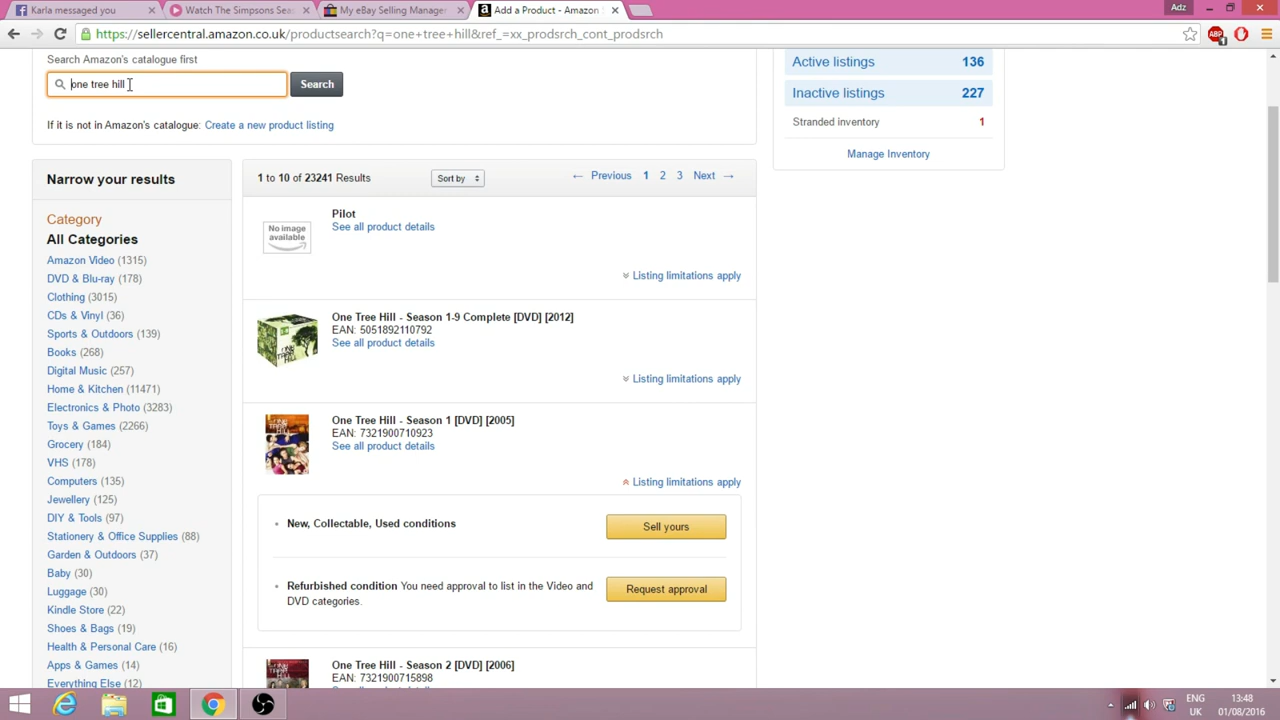 Karla messaged you
Watch The Simpsons Seas
My eBay Selling Manager
Add a Product - Amazon S
Adz
https://sellercentral.amazon.co.uk/productsearch?q=one+tree+hill&ref_=xx_prodsrch_cont_prodsrch
ABP
1
Search Amazon's catalogue first
one tree hill
Search
If it is not in Amazon's catalogue: Create a new product listing
Active listings 136
Inactive listings 227
Stranded inventory 1
Manage Inventory
Narrow your results
Category
All Categories
Amazon Video (1315)
DVD & Blu-ray (178)
Clothing (3015)
CDs & Vinyl (36)
Sports & Outdoors (139)
Books (268)
Digital Music (257)
Home & Kitchen (11471)
Electronics & Photo (3283)
Toys & Games (2266)
Grocery (184)
VHS (178)
Computers (135)
Jewellery (125)
DIY & Tools (97)
Stationery & Office Supplies (88)
Garden & Outdoors (37)
Baby (30)
Luggage (30)
Kindle Store (22)
Shoes & Bags (19)
Health & Personal Care (16)
Apps & Games (14)
Everything Else (12)
1 to 10 of 23241 Results
Sort by
← Previous 1 2 3 Next →
No image
available
Pilot
See all product details
Listing limitations apply
One Tree Hill - Season 1-9 Complete [DVD] [2012]
EAN: 5051892110792
See all product details
Listing limitations apply
One Tree Hill - Season 1 [DVD] [2005]
EAN: 7321900710923
See all product details
Listing limitations apply
New, Collectable, Used conditions
Sell yours
Refurbished condition You need approval to list in the Video and
DVD categories.
Request approval
One Tree Hill - Season 2 [DVD] [2006]
EAN: 7321900715898
ENG
UK
13:48
01/08/2016